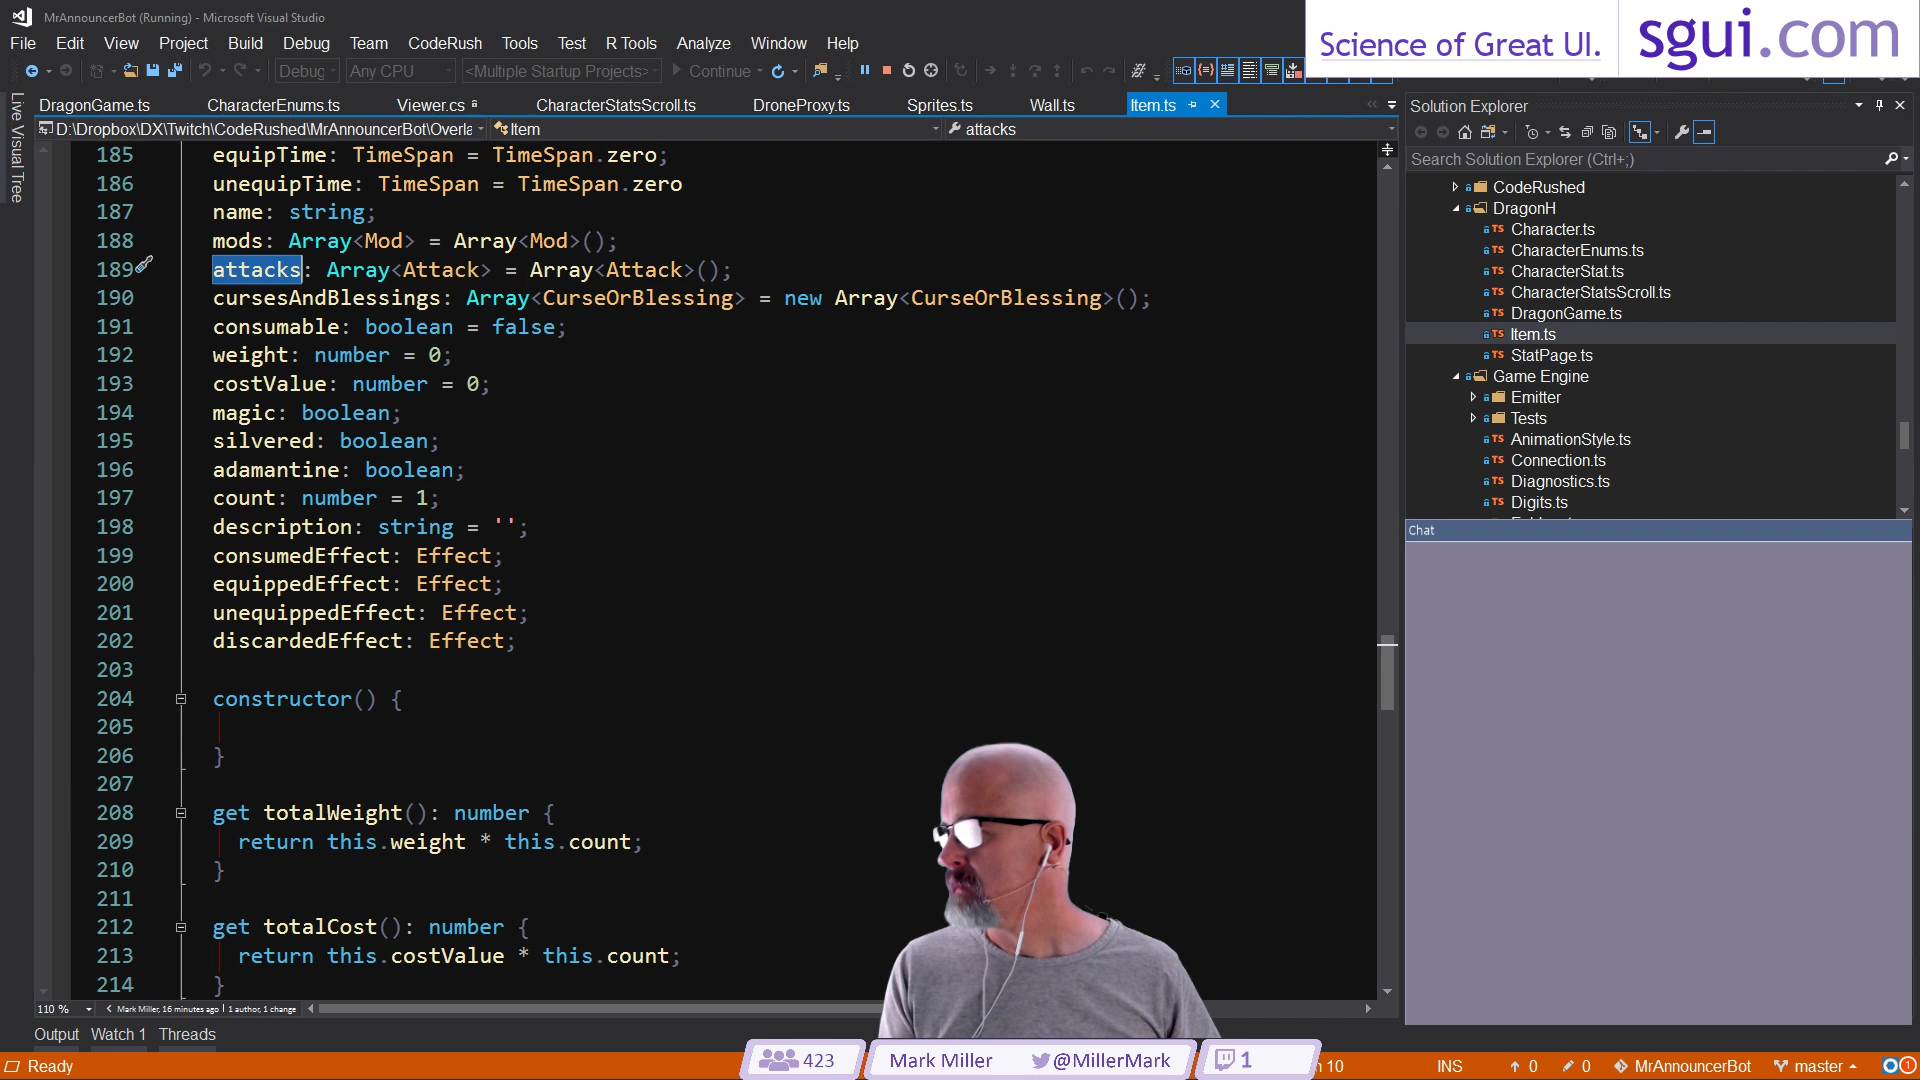 MrAnnouncerBot (Running) - Microsoft Visual Studio
File Edit View Project Build Debug Team CodeRush Tools Test R Tools Analyze Window Help
Debug Any CPU <Multiple Startup Projects> Continue
Science of Great UI.
sgui.com
Live Visual Tree
DragonGame.ts CharacterEnums.ts Viewer.cs CharacterStatsScroll.ts DroneProxy.ts Sprites.ts Wall.ts Item.ts
D:\Dropbox\DX\Twitch\CodeRushed\MrAnnouncerBot\Overla Item attacks
185 equipTime: TimeSpan = TimeSpan.zero;
186 unequipTime: TimeSpan = TimeSpan.zero
187 name: string;
188 mods: Array<Mod> = Array<Mod>();
189 attacks: Array<Attack> = Array<Attack>();
190 cursesAndBlessings: Array<CurseOrBlessing> = new Array<CurseOrBlessing>();
191 consumable: boolean = false;
192 weight: number = 0;
193 costValue: number = 0;
194 magic: boolean;
195 silvered: boolean;
196 adamantine: boolean;
197 count: number = 1;
198 description: string = '';
199 consumedEffect: Effect;
200 equippedEffect: Effect;
201 unequippedEffect: Effect;
202 discardedEffect: Effect;
203
204 constructor() {
205
206 }
207
208 get totalWeight(): number {
209 return this.weight * this.count;
210 }
211
212 get totalCost(): number {
213 return this.costValue * this.count;
214 }
110 % Mark Miller, 16 minutes ago | 1 author, 1 change
Output Watch 1 Threads
Solution Explorer
Search Solution Explorer (Ctrl+;)
CodeRushed
DragonH
Character.ts
CharacterEnums.ts
CharacterStat.ts
CharacterStatsScroll.ts
DragonGame.ts
Item.ts
StatPage.ts
Game Engine
Emitter
Tests
AnimationStyle.ts
Connection.ts
Diagnostics.ts
Digits.ts
Chat
Ready
423 Mark Miller @MillerMark 1
10 INS 0 0 MrAnnouncerBot master 1